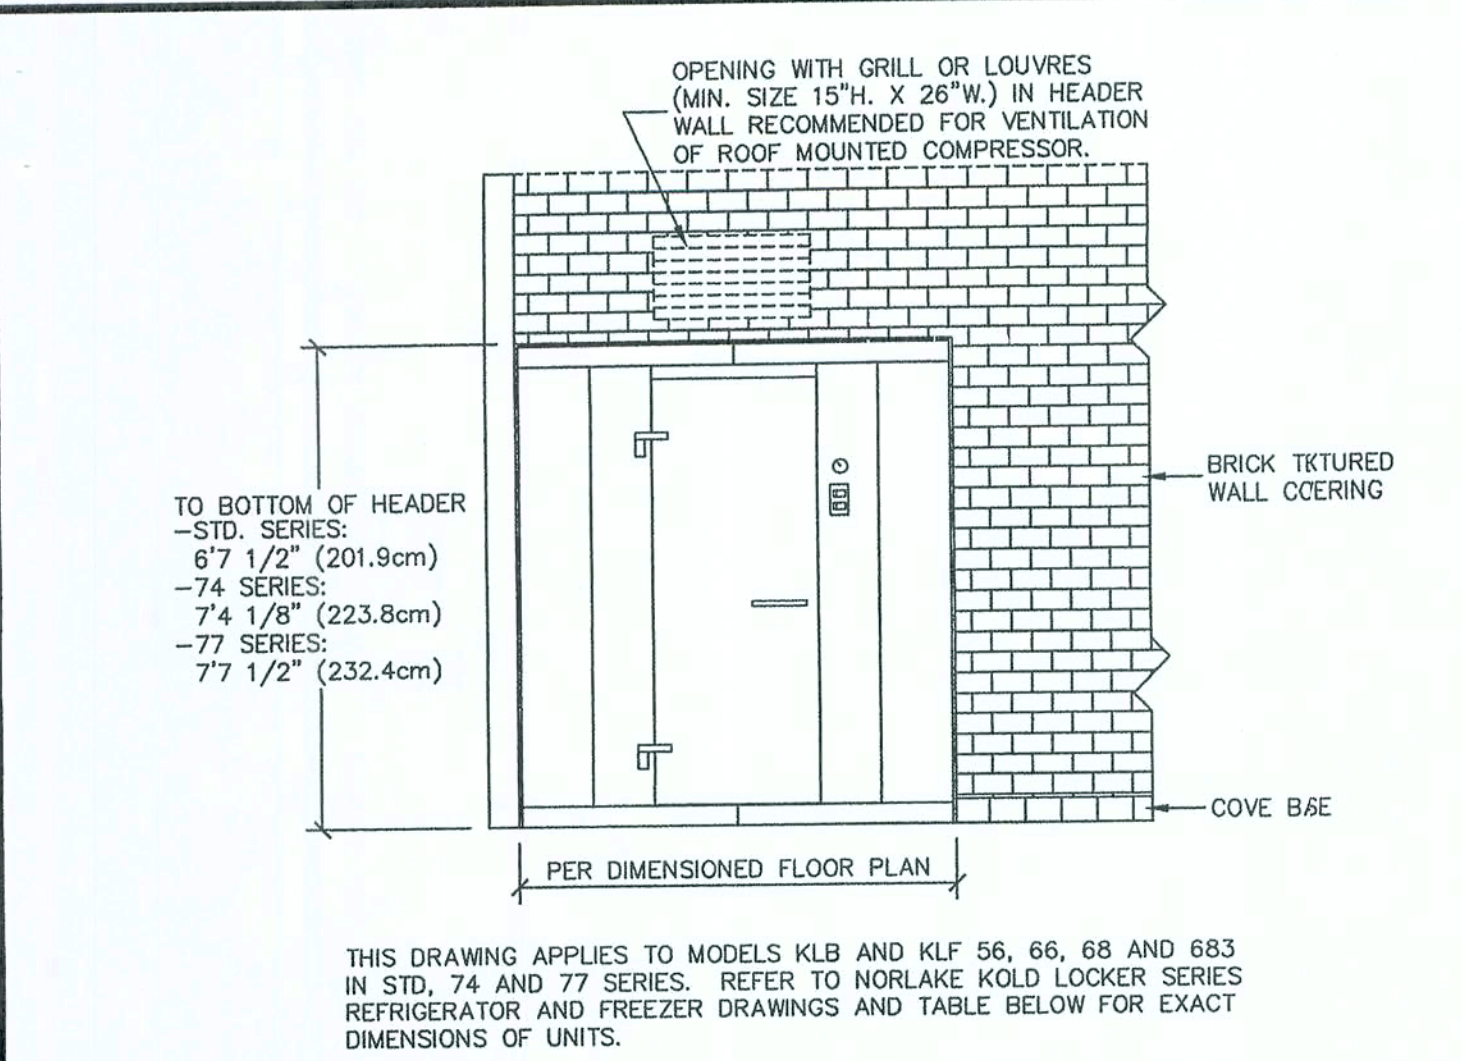 OPENING WITH GRILL OR LOUVRES
(MIN. SIZE 15"H. X 26"W.) IN HEADER
WALL RECOMMENDED FOR VENTILATION
OF ROOF MOUNTED COMPRESSOR.
TO BOTTOM OF HEADER
-STD. SERIES:
6'7 1/2" (201.9cm)
-74 SERIES:
7'4 1/8" (223.8cm)
-77 SERIES:
7'7 1/2" (232.4cm)
BRICK TKTURED
WALL COERING
COVE BASE
PER DIMENSIONED FLOOR PLAN
THIS DRAWING APPLIES TO MODELS KLB AND KLF 56, 66, 68 AND 683
IN STD, 74 AND 77 SERIES. REFER TO NORLAKE KOLD LOCKER SERIES
REFRIGERATOR AND FREEZER DRAWINGS AND TABLE BELOW FOR EXACT
DIMENSIONS OF UNITS.